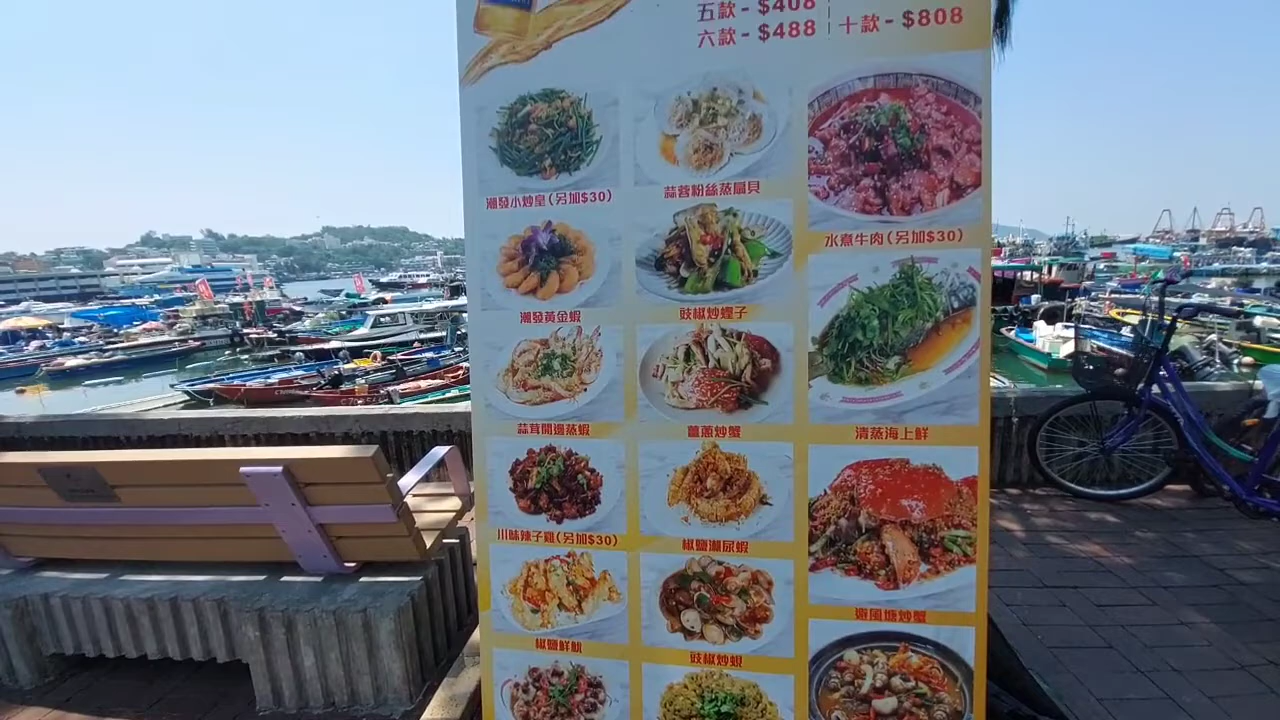 五款 - $408
六款 - $488
十款 - $808
潮發小炒皇(另加$30)
蒜蓉粉絲蒸扇貝
水煮牛肉(另加$30)
潮發黃金蝦
豉椒炒蟶子
蒜茸開邊蒸蝦
薑蔥炒蟹
清蒸海上鮮
川味辣子雞(另加$30)
椒鹽瀨尿蝦
避風塘炒蟹
椒鹽鮮魷
豉椒炒蜆